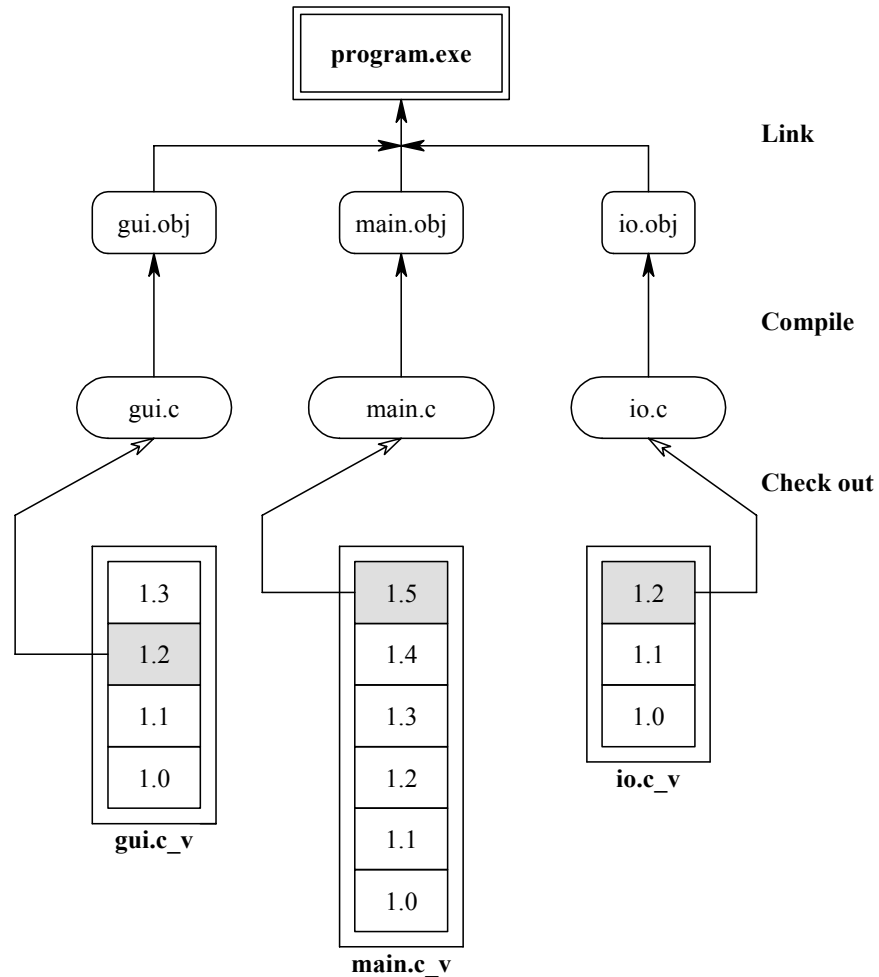 program.exe
Link
gui.obj
main.obj
io.obj
Compile
gui.c
main.c
io.c
Check out
1.3
1.2
1.1
1.0
gui.c_v
1.5
1.4
1.3
1.2
1.1
1.0
main.c_v
1.2
1.1
1.0
io.c_v